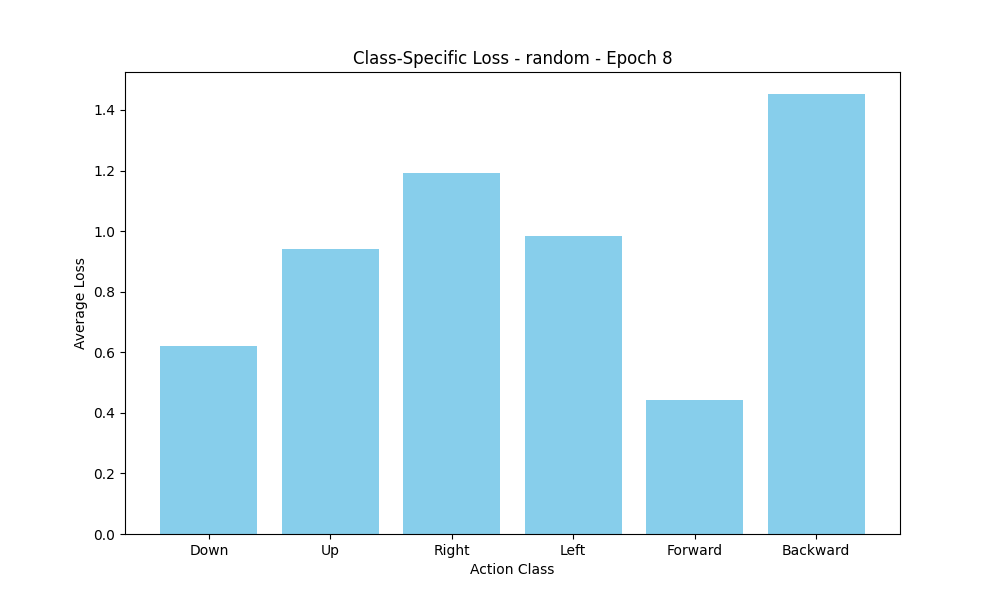 Class-Specific Loss - random - Epoch 8
Average Loss
1.4
1.2
1.0
0.8
0.6
0.4
0.2
0.0
Down Up Right Left Forward Backward
Action Class